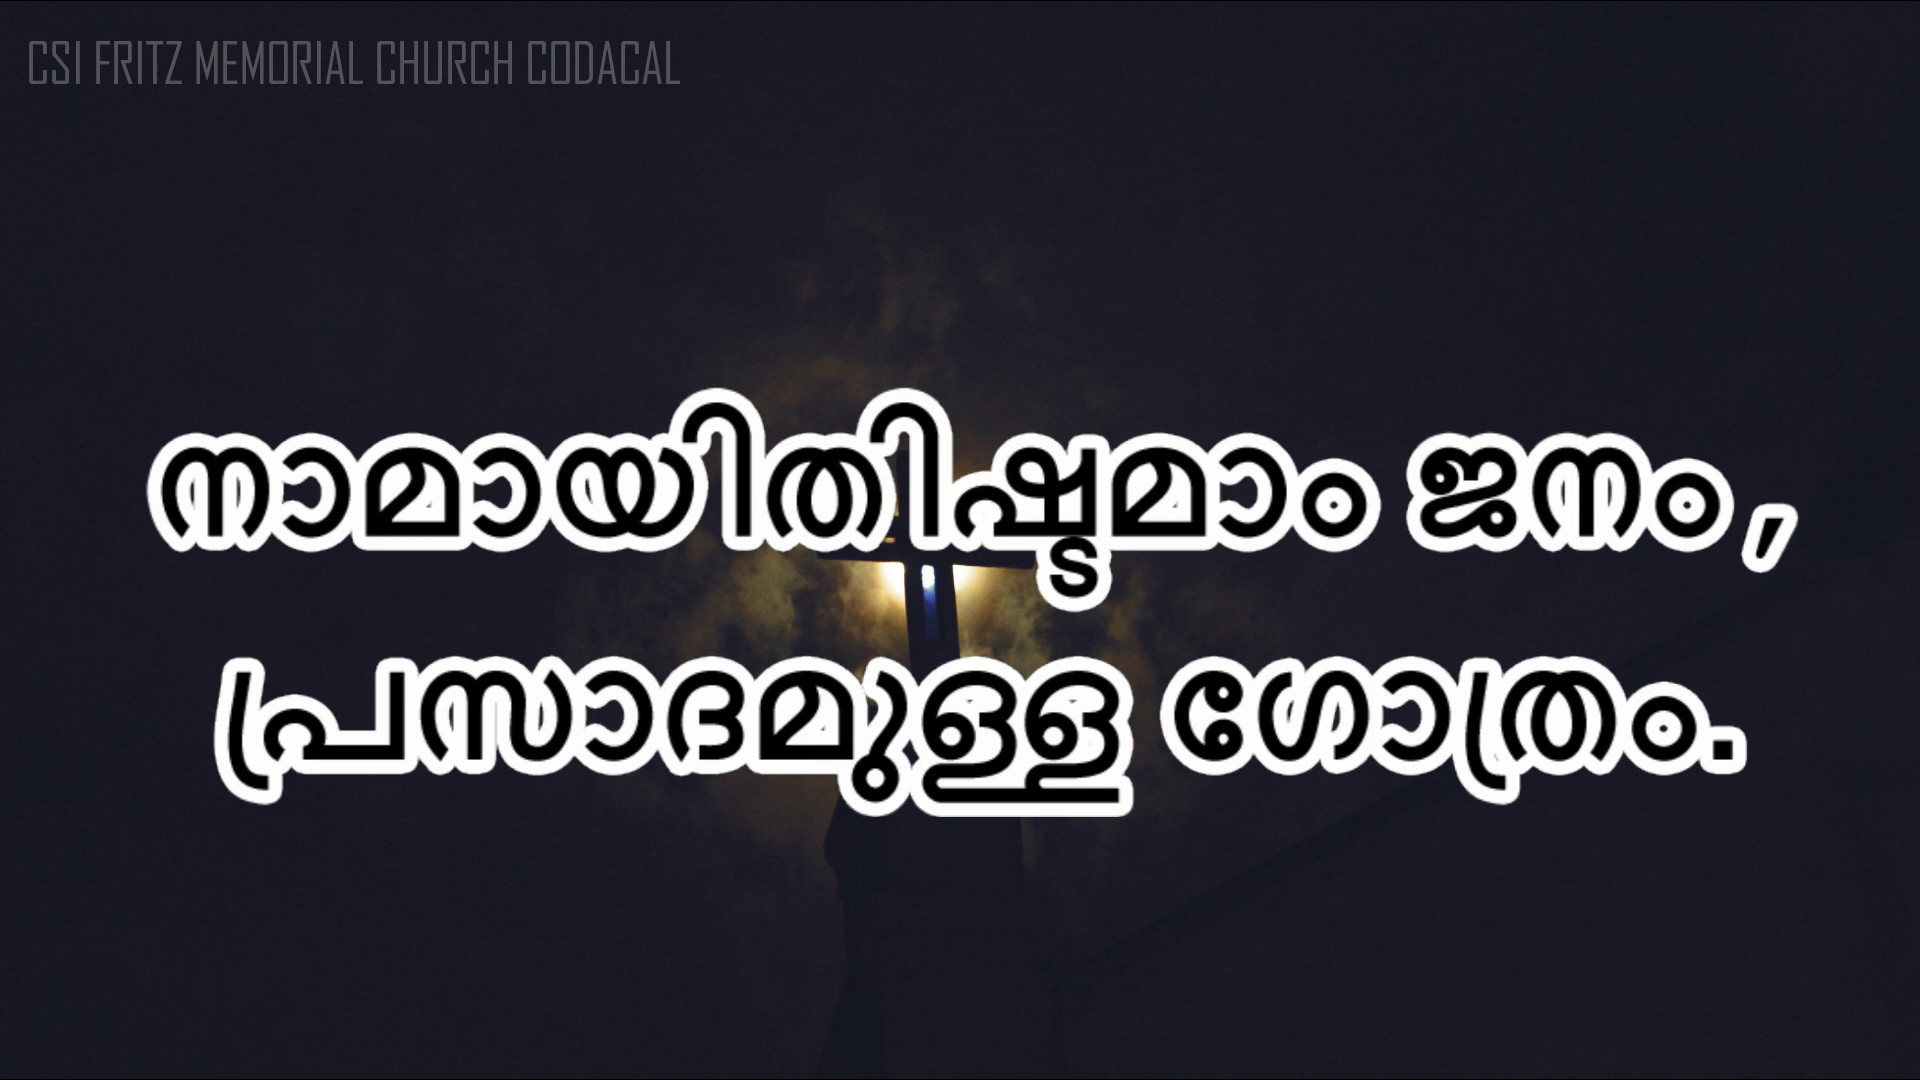 CSI FRITZ MEMORIAL CHURCH CODACAL
നാമായിതിഷ്ടമാം ജനം,
പ്രസാദമുള്ള ഗോത്രം.